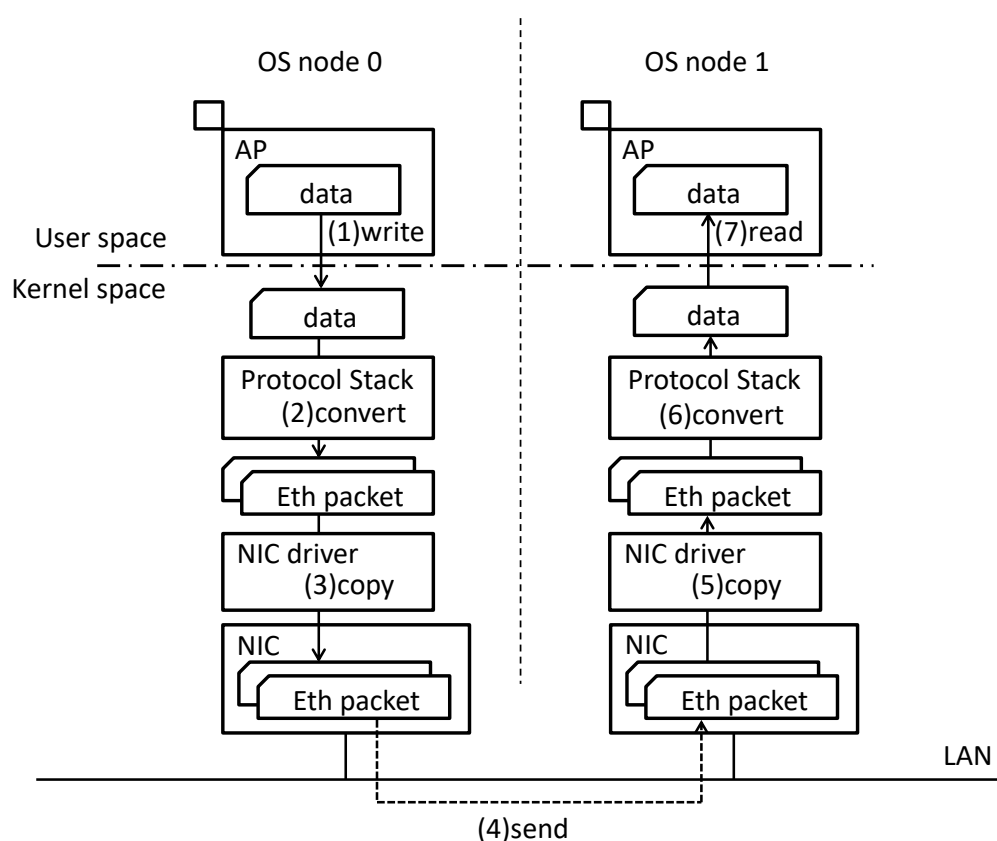 OS node 0
OS node 1
AP
data
(1)write
AP
data
(7)read
User space
Kernel space
data
data
Protocol Stack
(2)convert
Protocol Stack
(6)convert
Eth packet
Eth packet
NIC driver
(3)copy
NIC driver
(5)copy
NIC
Eth packet
NIC
Eth packet
LAN
(4)send